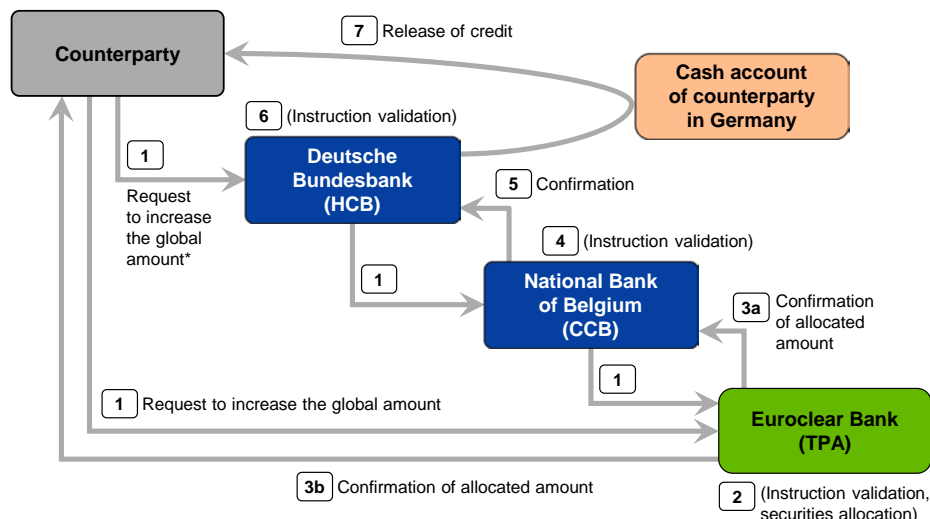 7 Release of credit
Counterparty
Cash account
of counterparty
in Germany
6 (Instruction validation)
1
Deutsche
Bundesbank
(HCB)
5 Confirmation
Request
to increase
the global
amount*
4 (Instruction validation)
1
National Bank
of Belgium
(CCB)
3a Confirmation
of allocated
amount
1
1 Request to increase the global amount
Euroclear Bank
(TPA)
3b Confirmation of allocated amount
2 (Instruction validation,
securities allocation)